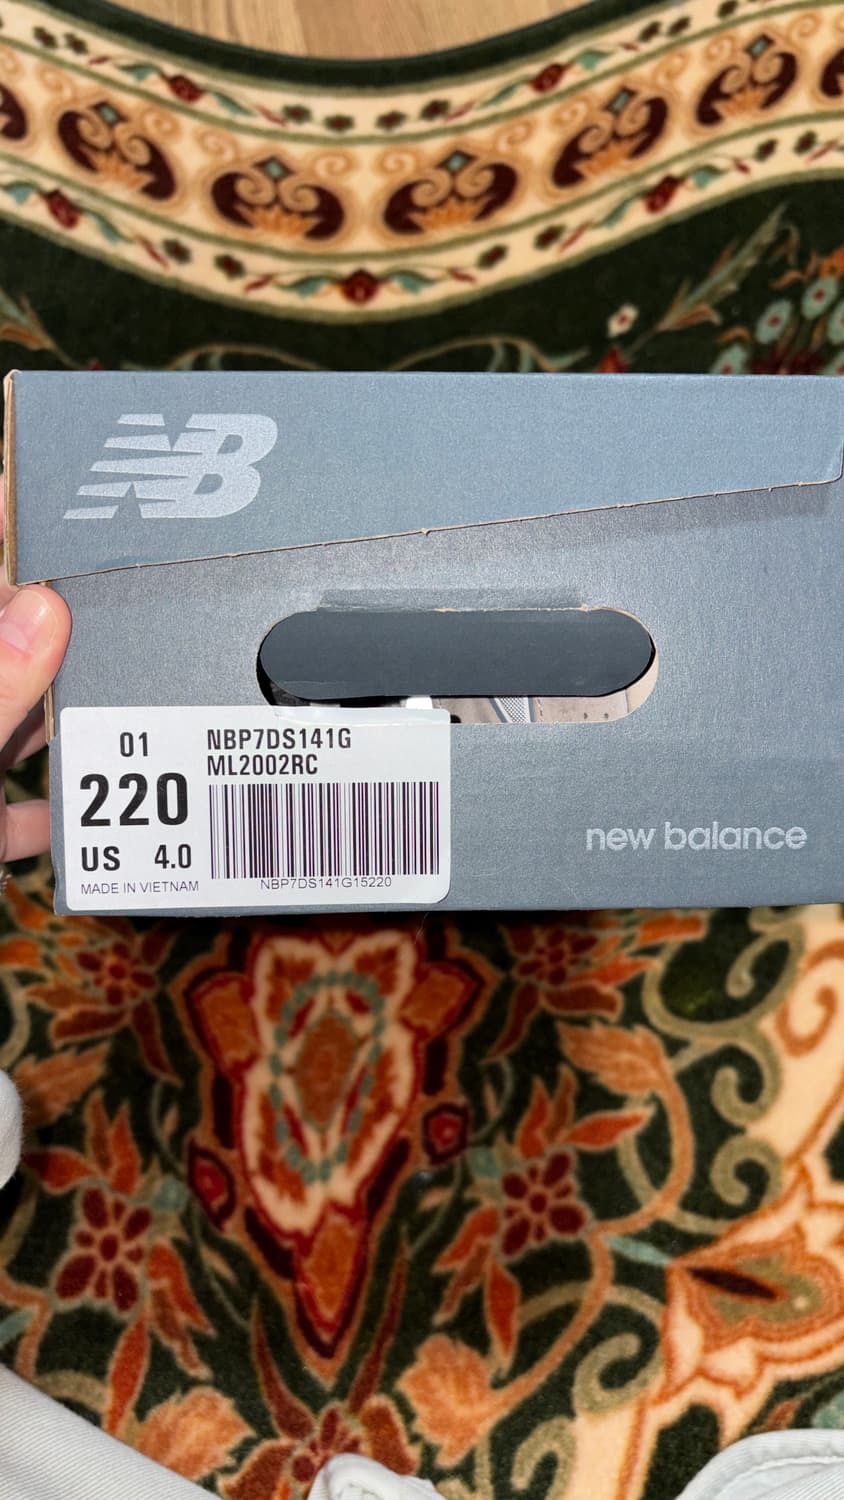 NB
01
220
US 4.0
MADE IN VIETNAM
NBP7DS141G
ML2002RC
NBP7DS141G15220
new balance